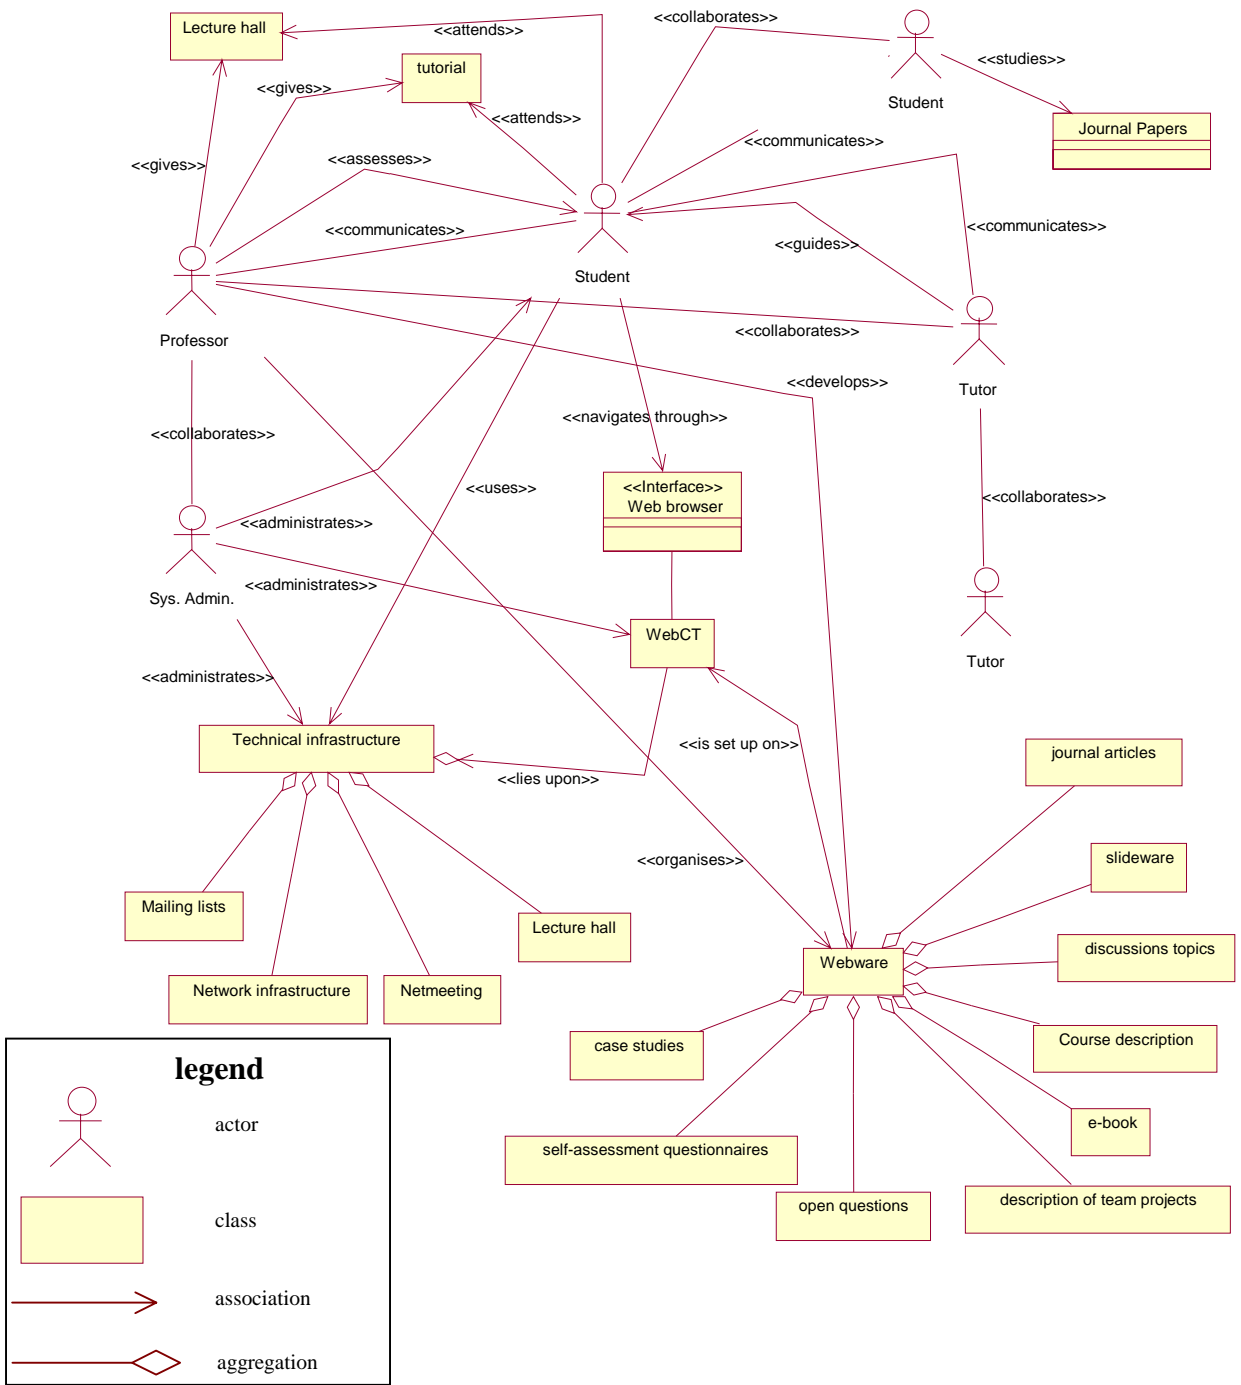 Lecture hall
<<attends>>
<<collaborates>>
<<studies>>
tutorial
<<gives>>
Student
<<attends>>
Journal Papers
<<communicates>>
<<gives>>
<<assesses>>
<<communicates>>
<<communicates>>
<<guides>>
Student
Professor
<<collaborates>>
Tutor
<<develops>>
<<navigates through>>
<<collaborates>>
<<uses>>
<<Interface>>
Web browser
<<collaborates>>
<<administrates>>
<<administrates>>
Sys. Admin.
WebCT
Tutor
<<administrates>>
Technical infrastructure
<<is set up on>>
journal articles
<<lies upon>>
<<organises>>
slideware
Mailing lists
Lecture hall
discussions topics
Webware
Network infrastructure
Netmeeting
case studies
Course description
e-book
self-assessment questionnaires
open questions
description of team projects
legend
actor
class
association
aggregation